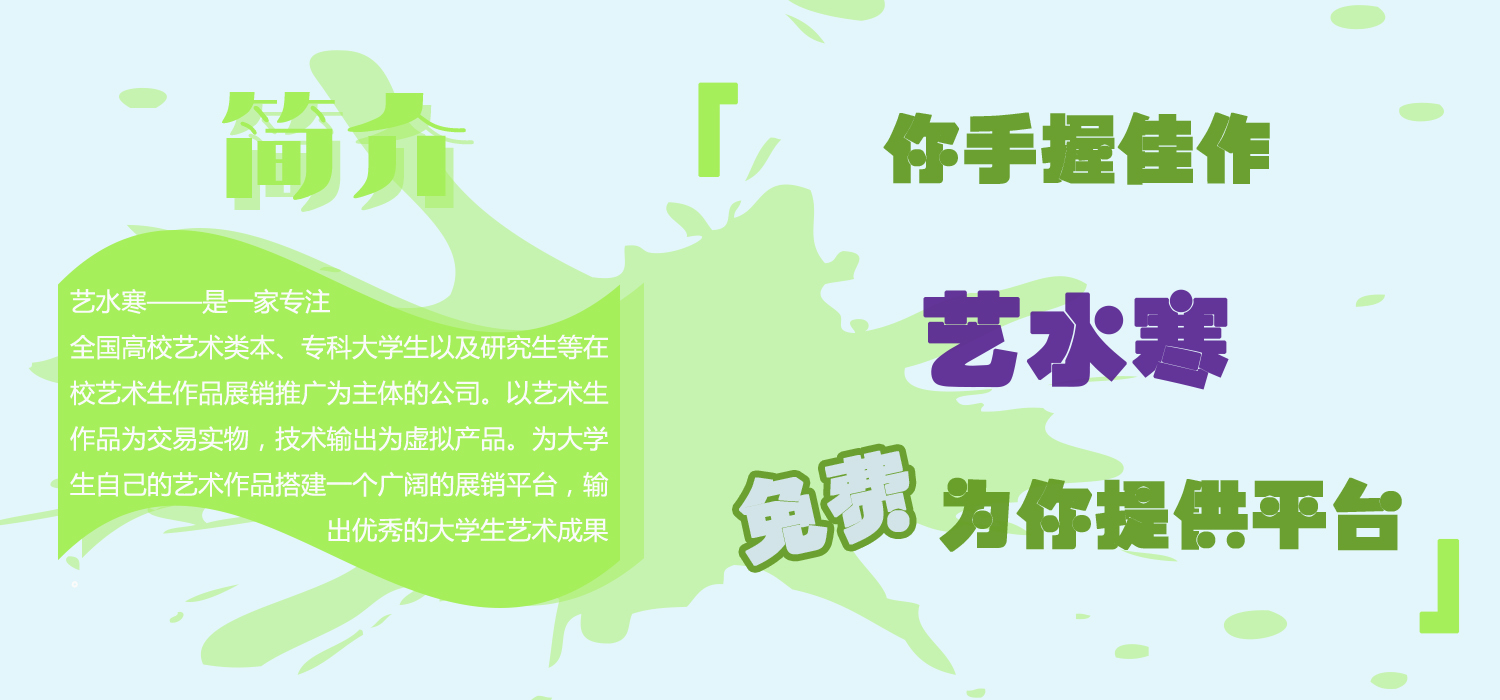 简介
艺水寒——是一家专注
全国高校艺术类本、专科大学生以及研究生等在
校艺术生作品展销推广为主体的公司。以艺术生
作品为交易实物，技术输出为虚拟产品。为大学
生自己的艺术作品搭建一个广阔的展销平台，输
出优秀的大学生艺术成果
。
「你手握佳作
艺水寒
免费为你提供平台」